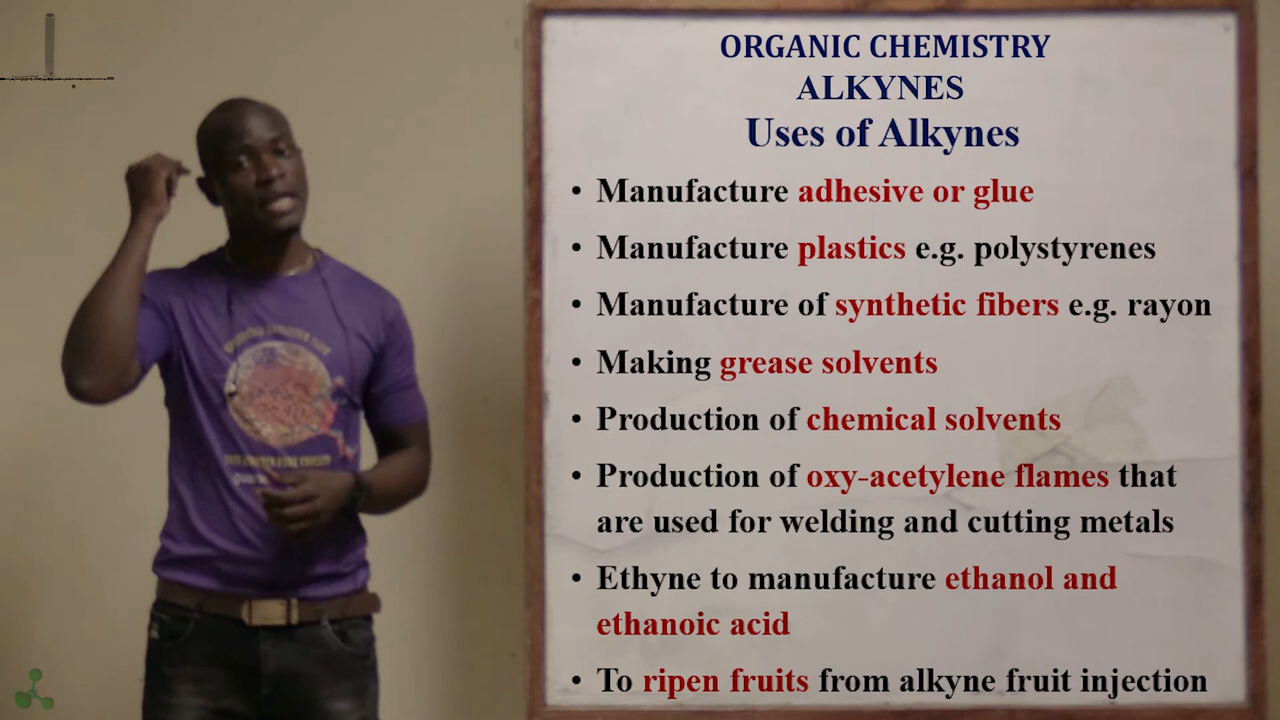 ORGANIC CHEMISTRY
ALKYNES
Uses of Alkynes
• Manufacture adhesive or glue
• Manufacture plastics e.g. polystyrenes
• Manufacture of synthetic fibers e.g. rayon
• Making grease solvents
• Production of chemical solvents
• Production of oxy-acetylene flames that
are used for welding and cutting metals
• Ethyne to manufacture ethanol and
ethanoic acid
• To ripen fruits from alkyne fruit injection